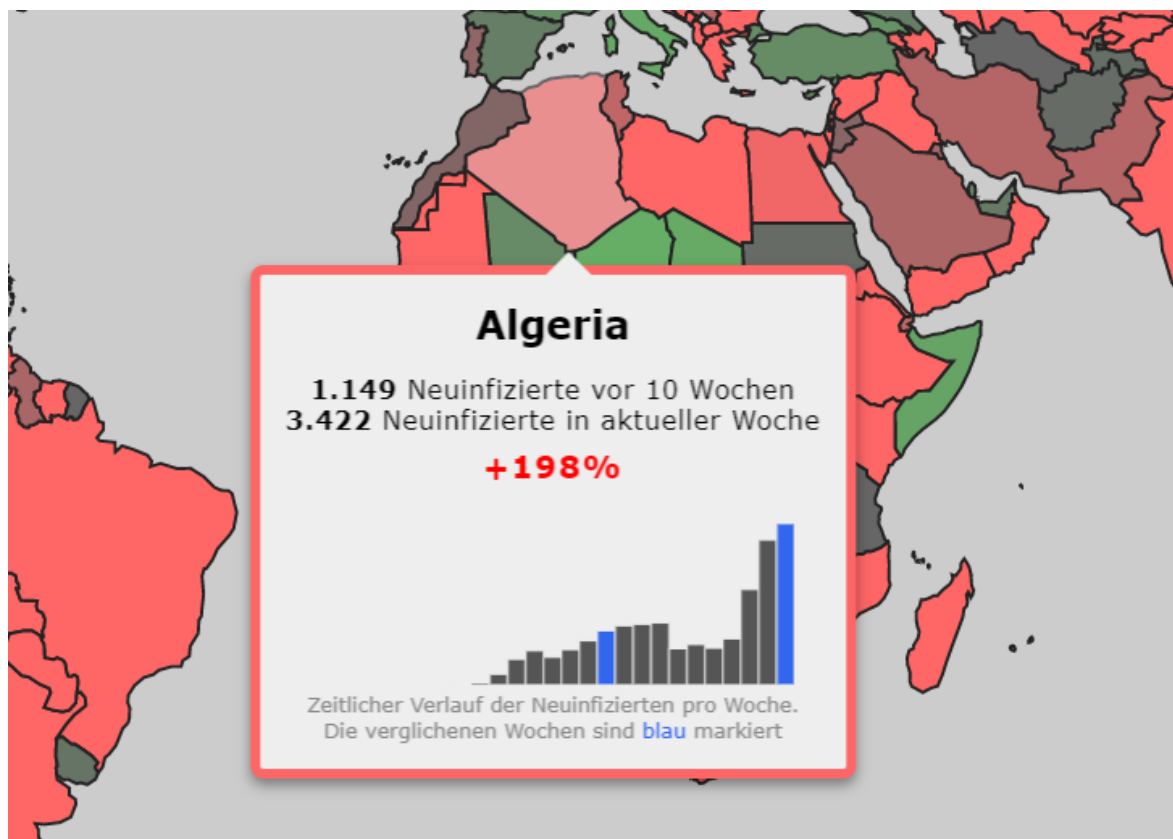 Algeria
1.149 Neuinfizierte vor 10 Wochen
3.422 Neuinfizierte in aktueller Woche
+198%
Zeitlicher Verlauf der Neuinfizierten pro Woche.
Die verglichenen Wochen sind blau markiert